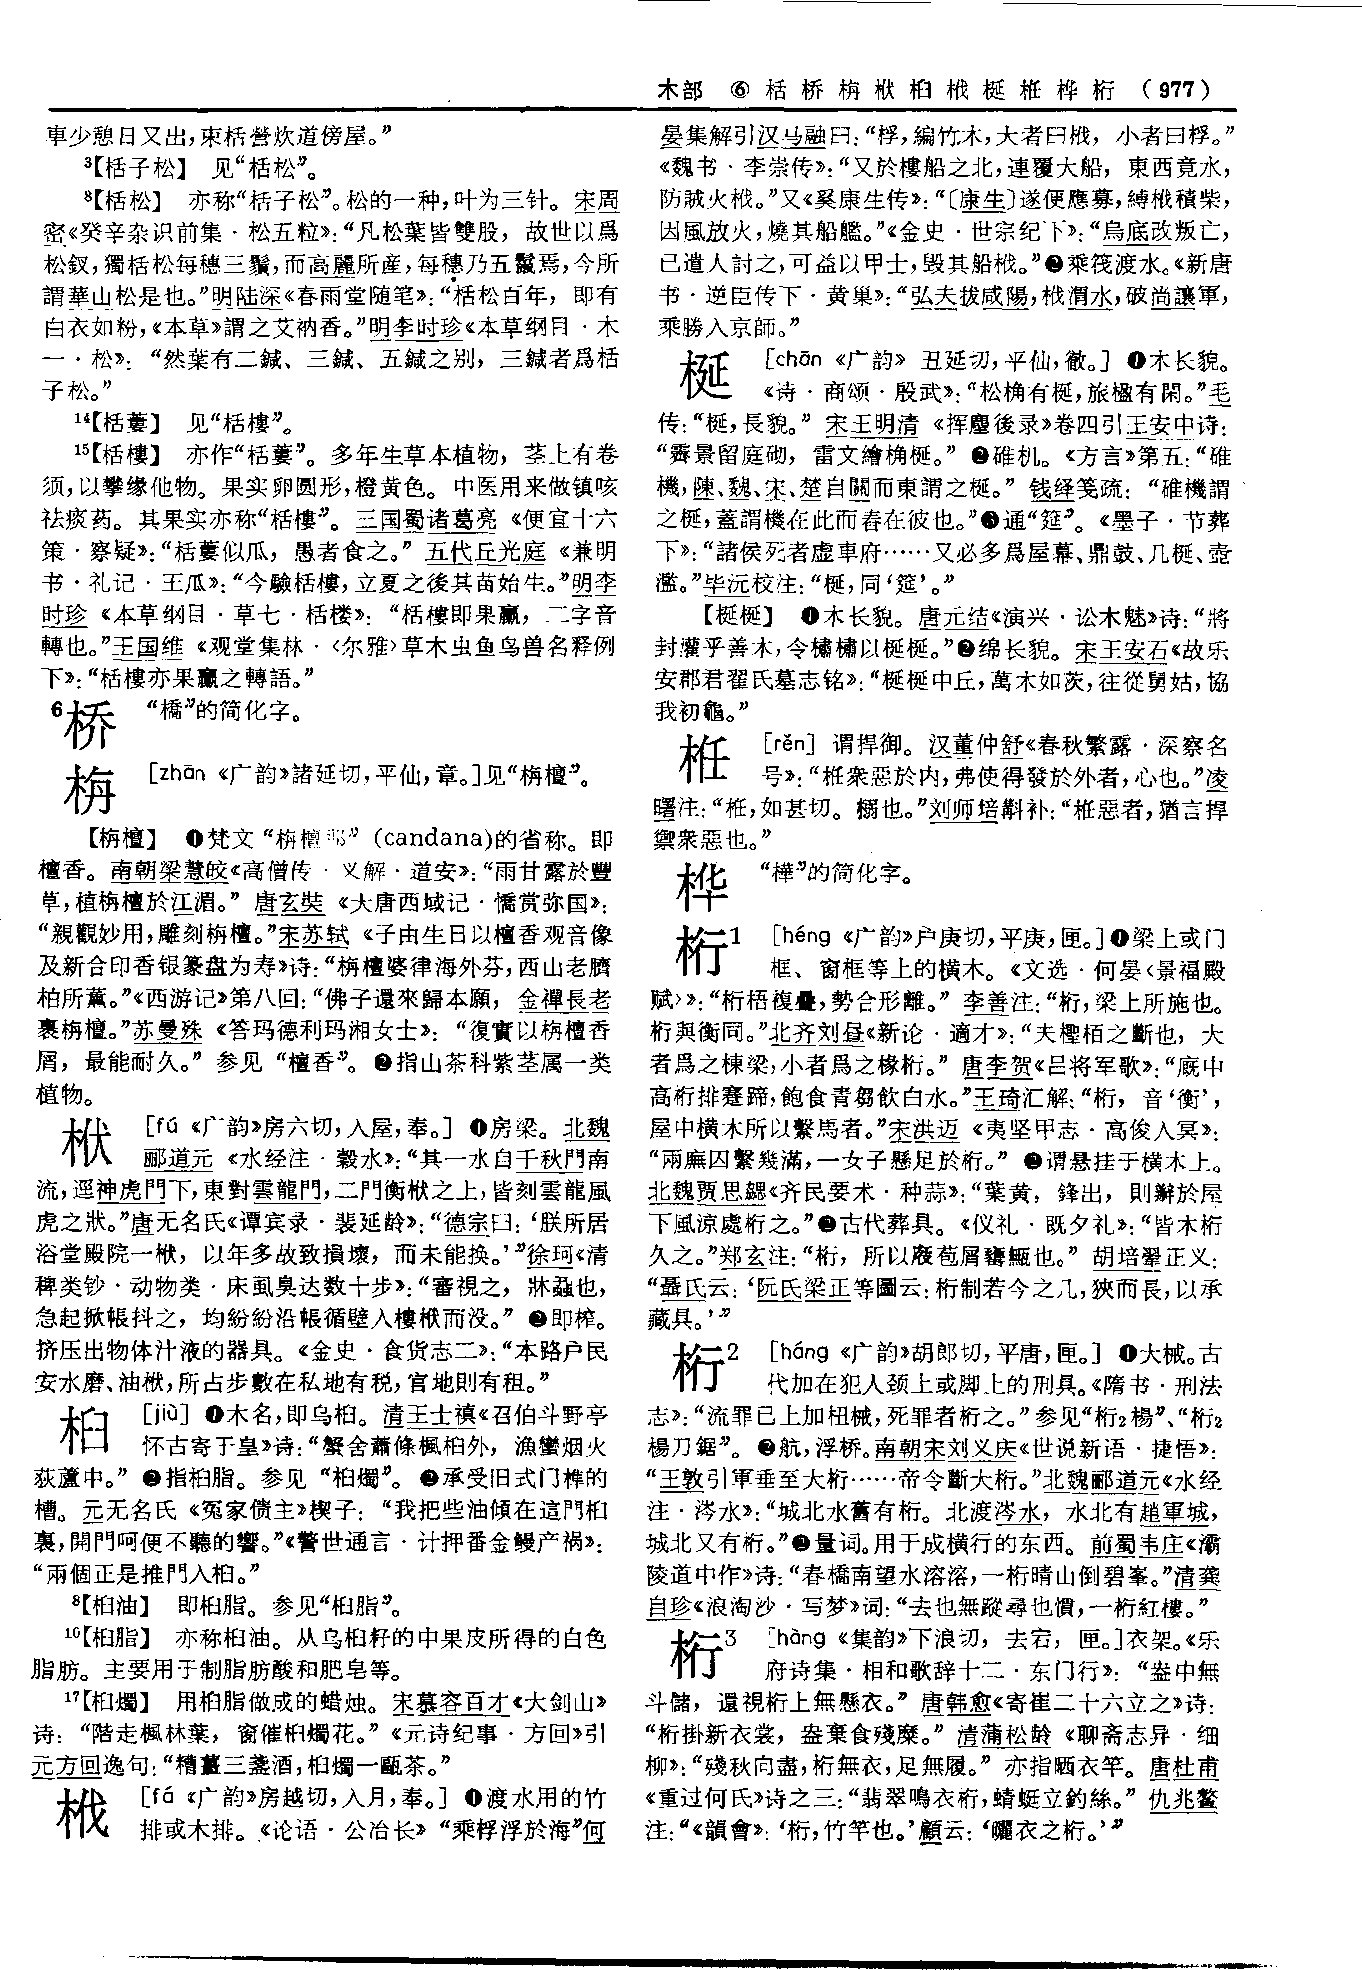 木部 ⑥ 栝 桥 栴 栿 桕 栰 梴 栣 桦 桁 （977）
車少憩日又出，束栝營炊道傍屋。”
³【栝子松】 见“栝松”。
⁸【栝松】 亦称“栝子松”。松的一种，叶为三针。宋周
密《癸辛杂识前集·松五粒》：“凡松葉皆雙股，故世以爲
松釵，獨栝松每穗三鬚，而高麗所産，每穗乃五鬣焉，今所
謂華山松是也。”明陆深《春雨堂随笔》：“栝松百年，即有
白衣如粉，《本草》謂之艾衲香。”明李时珍《本草纲目·木
一·松》：“然葉有二鍼、三鍼、五鍼之别，三鍼者爲栝
子松。”
¹⁴【栝蔞】 见“栝樓”。
¹⁵【栝樓】 亦作“栝蔞”。多年生草本植物，茎上有卷
须，以攀缘他物。果实卵圆形，橙黄色。中医用来做镇咳
祛痰药。其果实亦称“栝樓”。三国蜀诸葛亮《便宜十六
策·察疑》：“栝蔞似瓜，愚者食之。”五代丘光庭《兼明
书·礼记·王瓜》：“今驗栝樓，立夏之後其苗始生。”明李
时珍《本草纲目·草七·栝楼》：“栝樓即果蠃，二字音
轉也。”王国维《观堂集林·〈尔雅〉草木虫鱼鸟兽名释例
下》：“栝樓亦果蠃之轉語。”
⁶桥 “橋”的简化字。
栴 ［zhān《广韵》諸延切，平仙，章。］见“栴檀”。
【栴檀】 ❶梵文“栴檀那”（candana)的省称。即
檀香。南朝梁慧皎《高僧传·义解·道安》：“雨甘露於豐
草，植栴檀於江湄。”唐玄奘《大唐西域记·憍赏弥国》：
“親觀妙用，雕刻栴檀。”宋苏轼《子由生日以檀香观音像
及新合印香银篆盘为寿》诗：“栴檀婆律海外芬，西山老臍
柏所薰。”《西游记》第八回：“佛子還來歸本願，金禪長老
裹栴檀。”苏曼殊《答玛德利玛湘女士》：“復實以栴檀香
屑，最能耐久。”参见“檀香”。❷指山茶科紫茎属一类
植物。
栿 ［fú《广韵》房六切，入屋，奉。］ ❶房梁。北魏
郦道元《水经注·榖水》：“其一水自千秋門南
流，逕神虎門下，東對雲龍門，二門衡栿之上，皆刻雲龍風
虎之狀。”唐无名氏《谭宾录·裴延龄》：“德宗曰：‘朕所居
浴堂殿院一栿，以年多故致損壞，而未能换。’”徐珂《清
稗类钞·动物类·床虱臭达数十步》：“審視之，牀蝨也，
急起掀帳抖之，均紛紛沿帳循壁入樓栿而没。”❷即榨。
挤压出物体汁液的器具。《金史·食货志二》：“本路户民
安水磨、油栿，所占步數在私地有税，官地則有租。”
桕 ［jiù］ ❶木名，即乌桕。清王士禛《召伯斗野亭
怀古寄于皇》诗：“蟹舍蕭條楓桕外，漁蠻烟火
荻蘆中。”❷指桕脂。参见“桕燭”。❸承受旧式门榫的
槽。元无名氏《冤家债主》楔子：“我把些油傾在這門桕
裏，開門呵便不聽的響。”《警世通言·计押番金鳗产祸》：
“兩個正是推門入桕。”
⁸【桕油】 即桕脂。参见“桕脂”。
¹⁰【桕脂】 亦称桕油。从乌桕籽的中果皮所得的白色
脂肪。主要用于制脂肪酸和肥皂等。
¹⁷【桕燭】 用桕脂做成的蜡烛。宋慕容百才《大剑山》
诗：“階走楓林葉，窗催桕燭花。”《元诗纪事·方回》引
元方回逸句：“糟薑三盞酒，桕燭一甌茶。”
栰 ［fá《广韵》房越切，入月，奉。］ ❶渡水用的竹
排或木排。《论语·公冶长》“乘桴浮於海”何
晏集解引汉马融曰：“桴，編竹木，大者曰栰，小者曰桴。”
《魏书·李崇传》：“又於樓船之北，連覆大船，東西竟水，
防賊火栰。”又《奚康生传》：“〔康生〕遂便應募，縛栰積柴，
因風放火，燒其船艦。”《金史·世宗纪下》：“烏底改叛亡，
已遣人討之，可益以甲士，毁其船栰。”❷乘筏渡水。《新唐
书·逆臣传下·黄巢》：“弘夫拔咸陽，栰渭水，破尚讓軍，
乘勝入京師。”
梴 ［chān《广韵》丑延切，平仙，徹。］ ❶木长貌。
《诗·商颂·殷武》：“松桷有梴，旅楹有閑。”毛
传：“梴，長貌。”宋王明清《挥麈後录》卷四引王安中诗：
“霽景留庭砌，雷文繪桷梴。”❷碓机。《方言》第五：“碓
機，陳、魏、宋、楚自關而東謂之梴。”钱绎笺疏：“碓機謂
之梴，蓋謂機在此而舂在彼也。”❸通“筵”。《墨子·节葬
下》：“諸侯死者虚車府……又必多爲屋幕、鼎鼓、几梴、壺
濫。”毕沅校注：“梴，同‘筵’。”
【梴梴】 ❶木长貌。唐元结《演兴·讼木魅》诗：“將
封灌乎善木，令橚橚以梴梴。”❷绵长貌。宋王安石《故乐
安郡君翟氏墓志铭》：“梴梴中丘，萬木如茨，往從舅姑，協
我初龜。”
栣 ［rěn］ 谓捍御。汉董仲舒《春秋繁露·深察名
号》：“栣衆惡於内，弗使得發於外者，心也。”凌
曙注：“栣，如甚切。榒也。”刘师培斠补：“栣惡者，猶言捍
禦衆惡也。”
桦 “樺”的简化字。
桁¹ ［héng《广韵》户庚切，平庚，匣。］❶梁上或门
框、窗框等上的横木。《文选·何晏〈景福殿
赋〉》：“桁梧複疊，勢合形離。”李善注：“桁，梁上所施也。
桁與衡同。”北齐刘昼《新论·適才》：“夫檉栢之斷也，大
者爲之棟梁，小者爲之椽桁。”唐李贺《吕将军歌》：“厩中
高桁排蹇蹄，飽食青芻飲白水。”王琦汇解：“桁，音‘衡’，
屋中横木所以繫馬者。”宋洪迈《夷坚甲志·高俊入冥》：
“兩廡囚繫幾滿，一女子懸足於桁。”❷谓悬挂于横木上。
北魏贾思勰《齐民要术·种蒜》：“葉黄，鋒出，則辮於屋
下風涼處桁之。”❸古代葬具。《仪礼·既夕礼》：“皆木桁
久之。”郑玄注：“桁，所以庪苞屑甕甒也。”胡培翚正义：
“聶氏云：‘阮氏梁正等圖云：桁制若今之几，狹而長，以承
藏具。’”
桁² ［háng《广韵》胡郎切，平唐，匣。］ ❶大械。古
代加在犯人颈上或脚上的刑具。《隋书·刑法
志》：“流罪已上加杻械，死罪者桁之。”参见“桁₂楊”、“桁₂
楊刀鋸”。❷航，浮桥。南朝宋刘义庆《世说新语·捷悟》：
“王敦引軍垂至大桁……帝令斷大桁。”北魏郦道元《水经
注·涔水》：“城北水舊有桁。北渡涔水，水北有趙軍城，
城北又有桁。”❸量词。用于成横行的东西。前蜀韦庄《灞
陵道中作》诗：“春橋南望水溶溶，一桁晴山倒碧峯。”清龚
自珍《浪淘沙·写梦》词：“去也無蹤尋也慣，一桁紅樓。”
桁³ ［hàng《集韵》下浪切，去宕，匣。］衣架。《乐
府诗集·相和歌辞十二·东门行》：“盎中無
斗儲，還視桁上無懸衣。”唐韩愈《寄崔二十六立之》诗：
“桁掛新衣裳，盎棄食殘糜。”清蒲松龄《聊斋志异·细
柳》：“殘秋向盡，桁無衣，足無履。”亦指晒衣竿。唐杜甫
《重过何氏》诗之三：“翡翠鳴衣桁，蜻蜓立釣絲。”仇兆鳌
注：“《韻會》：‘桁，竹竿也。’顧云：‘曬衣之桁。’”